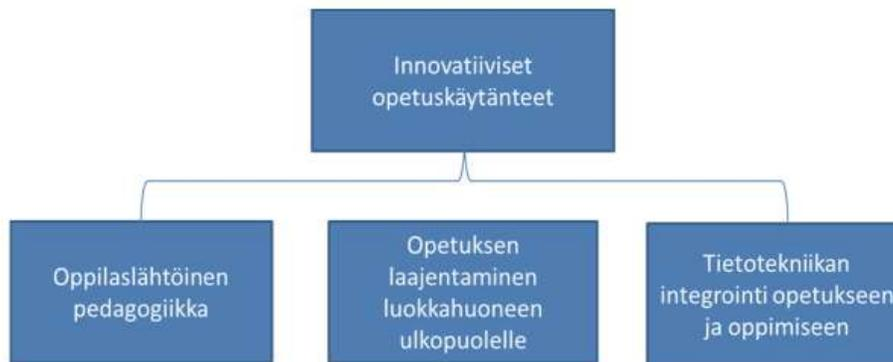 Innovatiiviset
opetuskäytänteet
Oppilaslähtöinen
pedagogiikka
Opetuksen
laajentaminen
luokkahuoneen
ulkopuolelle
Tietotekniikan
integrointi opetukseen
ja oppimiseen